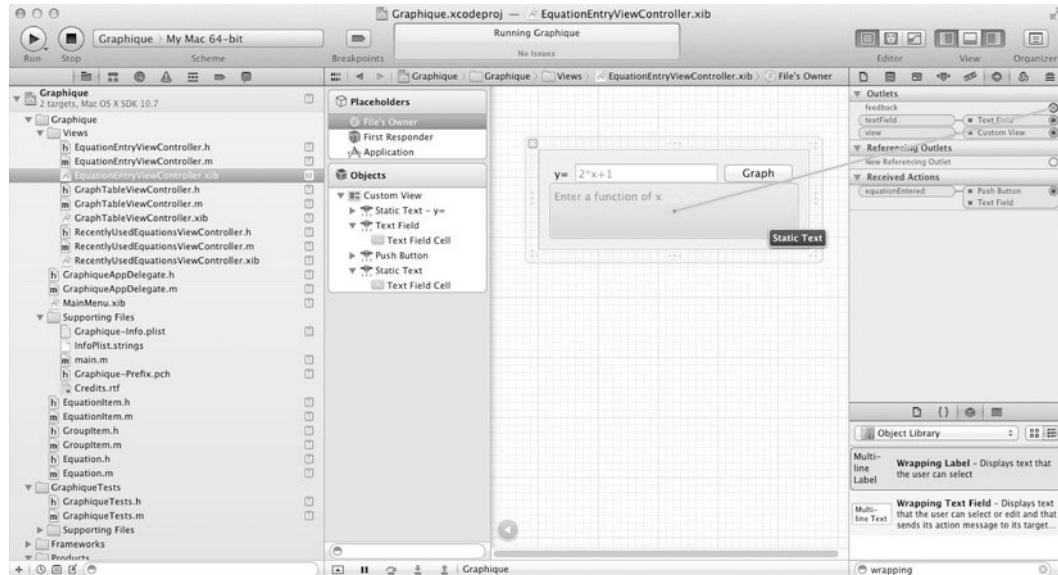 Graphique.xcodeproj — EquationEntryViewController.xib
Graphique › My Mac 64-bit
Running Graphique
No Issues
Run
Stop
Scheme
Breakpoints
Editor
View
Organizer
Graphique
2 targets, Mac OS X SDK 10.7
Graphique
Views
h EquationEntryViewController.h
m EquationEntryViewController.m
EquationEntryViewController.xib
h GraphTableViewController.h
m GraphTableViewController.m
GraphTableViewController.xib
h RecentlyUsedEquationsViewController.h
m RecentlyUsedEquationsViewController.m
RecentlyUsedEquationsViewController.xib
h GraphiqueAppDelegate.h
m GraphiqueAppDelegate.m
MainMenu.xib
Supporting Files
Graphique-Info.plist
InfoPlist.strings
m main.m
h Graphique-Prefix.pch
Credits.rtf
h EquationItem.h
m EquationItem.m
h GroupItem.h
m GroupItem.m
h Equation.h
m Equation.m
GraphiqueTests
h GraphiqueTests.h
m GraphiqueTests.m
Supporting Files
Frameworks
Products
Graphique › Graphique › Views › EquationEntryViewController.xib › File's Owner
Placeholders
File's Owner
First Responder
Application
Objects
Custom View
Static Text - y=
Text Field
Text Field Cell
Push Button
Static Text
Text Field Cell
y= 2*x+1
Graph
Enter a function of x
Static Text
Graphique
Outlets
feedback
textField
Text Field
view
Custom View
Referencing Outlets
New Referencing Outlet
Received Actions
equationEntered:
Push Button
Text Field
Object Library
Multi-
line
Label
Wrapping Label - Displays text that
the user can select
Multi-
line Text
Wrapping Text Field - Displays text
that the user can select or edit and that
sends its action message to its target...
wrapping